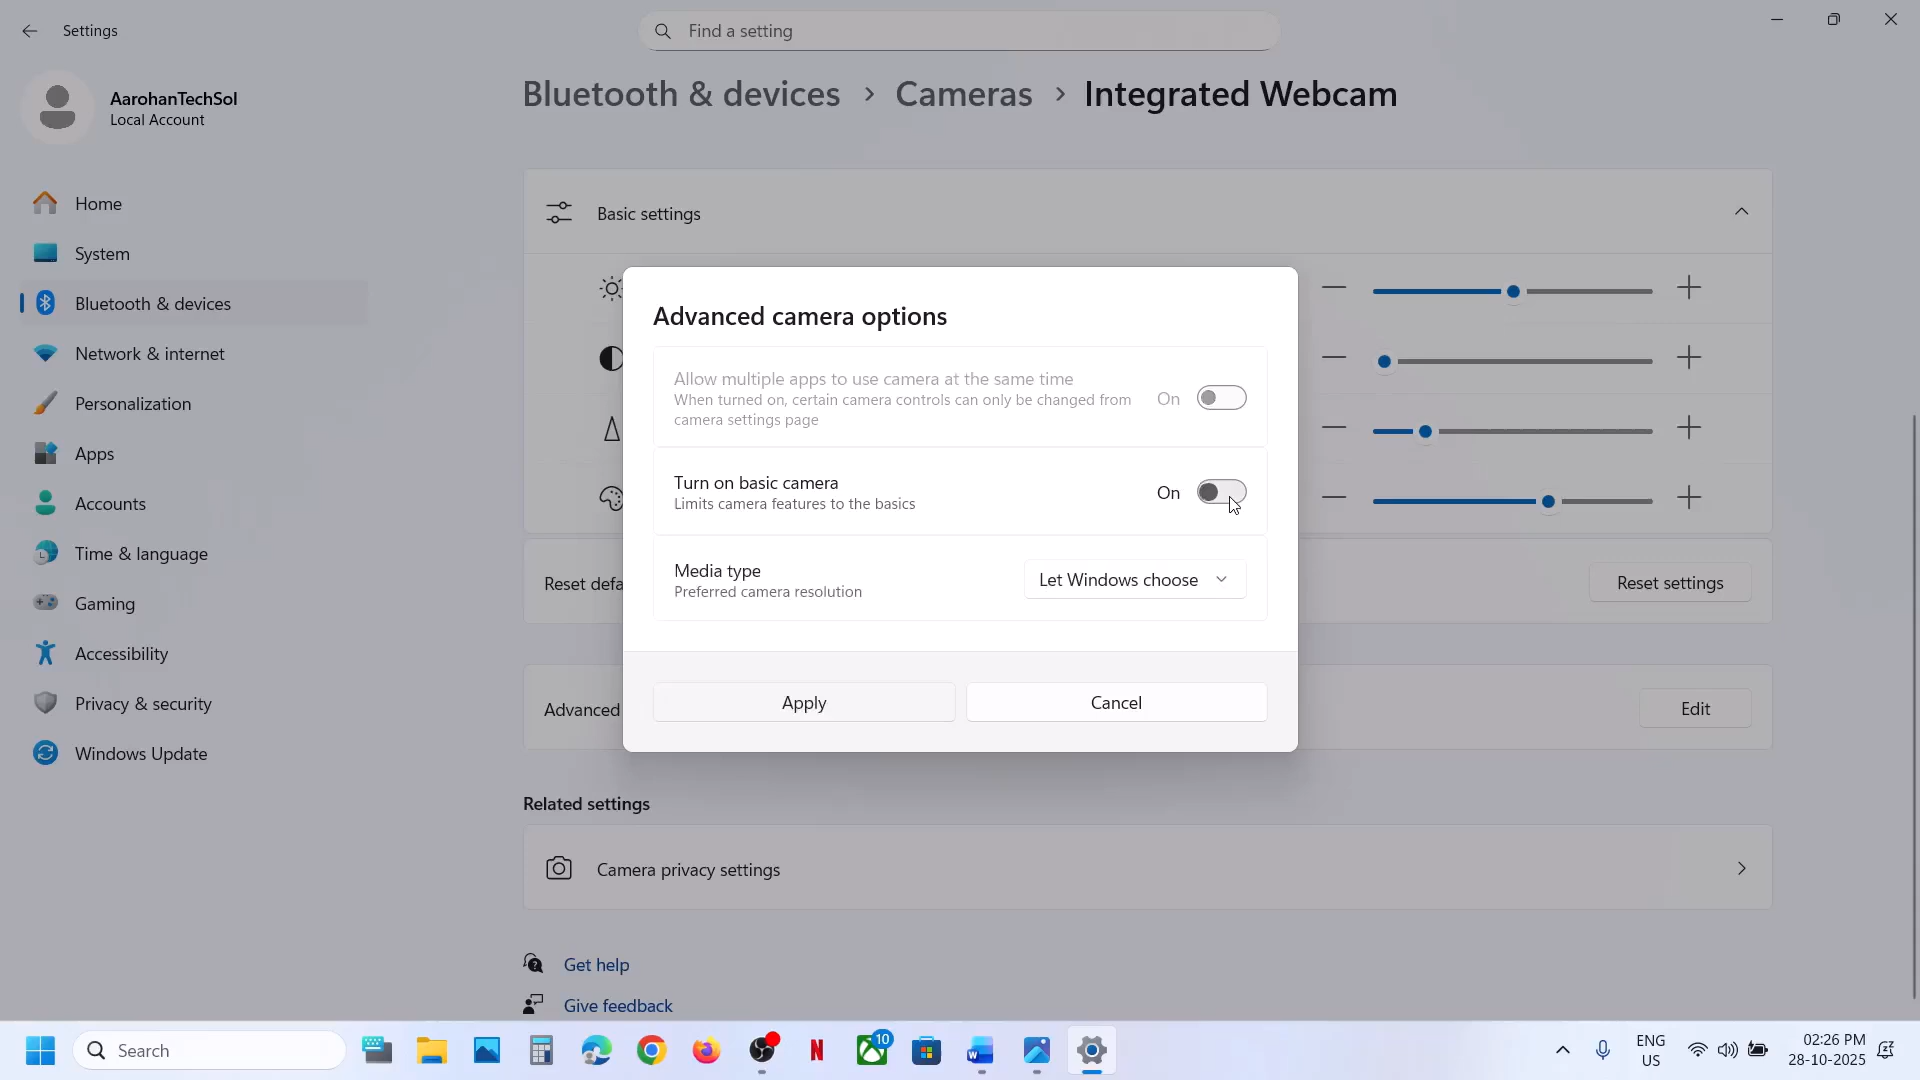 Settings
Find a setting
AarohanTechSol
Local Account
Bluetooth & devices > Cameras > Integrated Webcam
Home
System
Bluetooth & devices
Network & internet
Personalization
Apps
Accounts
Time & language
Gaming
Accessibility
Privacy & security
Windows Update
Basic settings
Advanced camera options
Allow multiple apps to use camera at the same time
When turned on, certain camera controls can only be changed from
camera settings page
On
Turn on basic camera
Limits camera features to the basics
On
Media type
Preferred camera resolution
Let Windows choose
Apply
Cancel
Reset defa
Reset settings
Advanced
Edit
Related settings
Camera privacy settings
Get help
Give feedback
Search
10
ENG
US
02:26 PM
28-10-2025